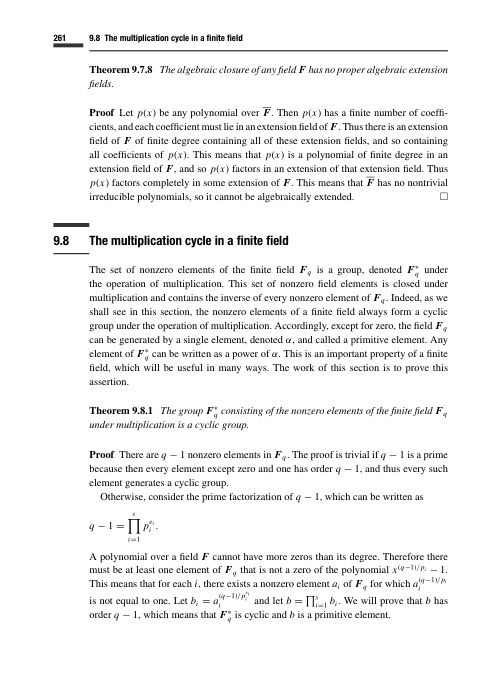 261 9.8 The multiplication cycle in a finite field
Theorem 9.7.8 The algebraic closure of any field F has no proper algebraic extension
fields.
Proof Let p(x) be any polynomial over F̅. Then p(x) has a finite number of coeffi-
cients, and each coefficient must lie in an extension field of F. Thus there is an extension
field of F of finite degree containing all of these extension fields, and so containing
all coefficients of p(x). This means that p(x) is a polynomial of finite degree in an
extension field of F, and so p(x) factors in an extension of that extension field. Thus
p(x) factors completely in some extension of F. This means that F̅ has no nontrivial
irreducible polynomials, so it cannot be algebraically extended. □
9.8 The multiplication cycle in a finite field
The set of nonzero elements of the finite field F_q is a group, denoted F_q^* under
the operation of multiplication. This set of nonzero field elements is closed under
multiplication and contains the inverse of every nonzero element of F_q. Indeed, as we
shall see in this section, the nonzero elements of a finite field always form a cyclic
group under the operation of multiplication. Accordingly, except for zero, the field F_q
can be generated by a single element, denoted α, and called a primitive element. Any
element of F_q^* can be written as a power of α. This is an important property of a finite
field, which will be useful in many ways. The work of this section is to prove this
assertion.
Theorem 9.8.1 The group F_q^* consisting of the nonzero elements of the finite field F_q
under multiplication is a cyclic group.
Proof There are q − 1 nonzero elements in F_q. The proof is trivial if q − 1 is a prime
because then every element except zero and one has order q − 1, and thus every such
element generates a cyclic group.
Otherwise, consider the prime factorization of q − 1, which can be written as
q − 1 = ∏_{i=1}^{s} p_i^{e_i}.
A polynomial over a field F cannot have more zeros than its degree. Therefore there
must be at least one element of F_q that is not a zero of the polynomial x^{(q−1)/p_i} − 1.
This means that for each i, there exists a nonzero element a_i of F_q for which a_i^{(q−1)/p_i}
is not equal to one. Let b_i = a_i^{(q−1)/p_i^{e_i}} and let b = ∏_{i=1}^{s} b_i. We will prove that b has
order q − 1, which means that F_q^* is cyclic and b is a primitive element.